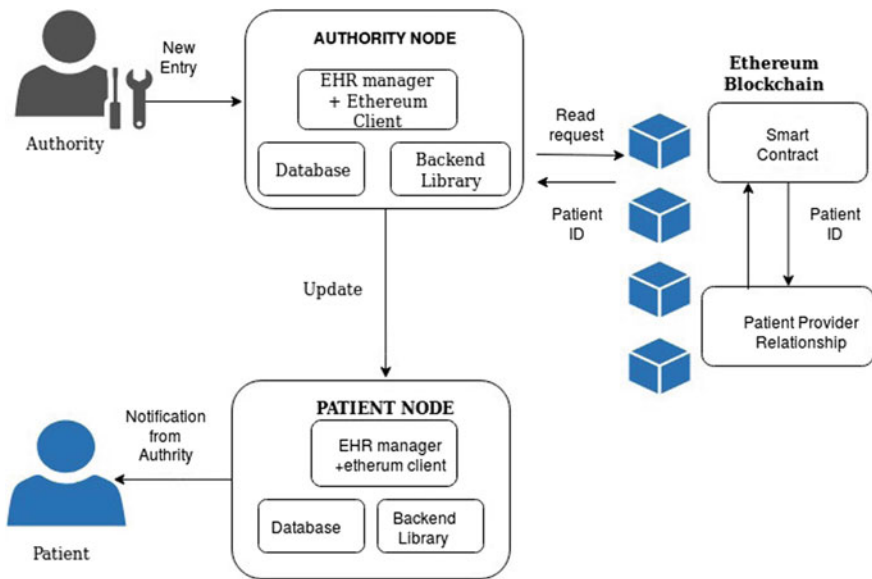 New
Entry
Authority
AUTHORITY NODE
EHR manager
+ Ethereum
Client
Database
Backend
Library
Read
request
Patient
ID
Ethereum
Blockchain
Smart
Contract
Patient
ID
Patient Provider
Relationship
Update
PATIENT NODE
EHR manager
+etherum client
Database
Backend
Library
Notification
from
Authrity
Patient